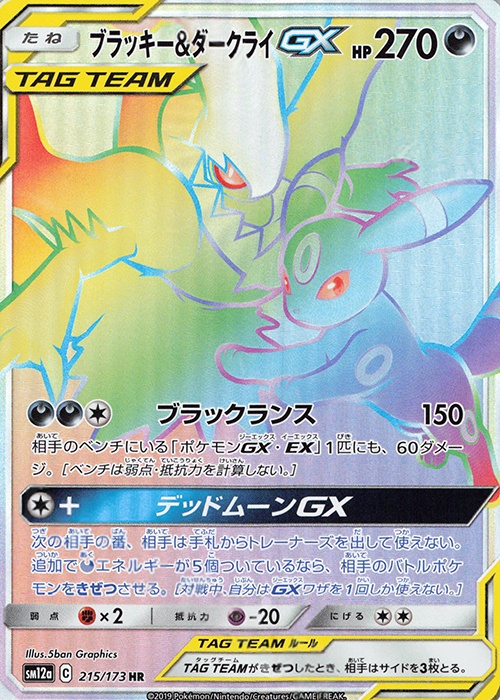 たね ブラッキー&ダークライGX HP 270
TAG TEAM
ブラックランス 150
相手のベンチにいる「ポケモンGX・EX」1匹にも、60ダメー
ジ。[ベンチは弱点・抵抗力を計算しない。]
+ デッドムーンGX
次の相手の番、相手は手札からトレーナーズを出して使えない。
追加でエネルギーが5個ついているなら、相手のバトルポケ
モンをきぜつさせる。[対戦中、自分はGXワザを1回しか使えない。]
弱点 ×2 抵抗力 -20 にげる
Illus.5ban Graphics
TAG TEAM ルール
sm12a C 215/173 HR
TAG TEAMがきぜつしたとき、相手はサイドを3枚とる。
©2019 Pokémon/Nintendo/Creatures/GAME FREAK